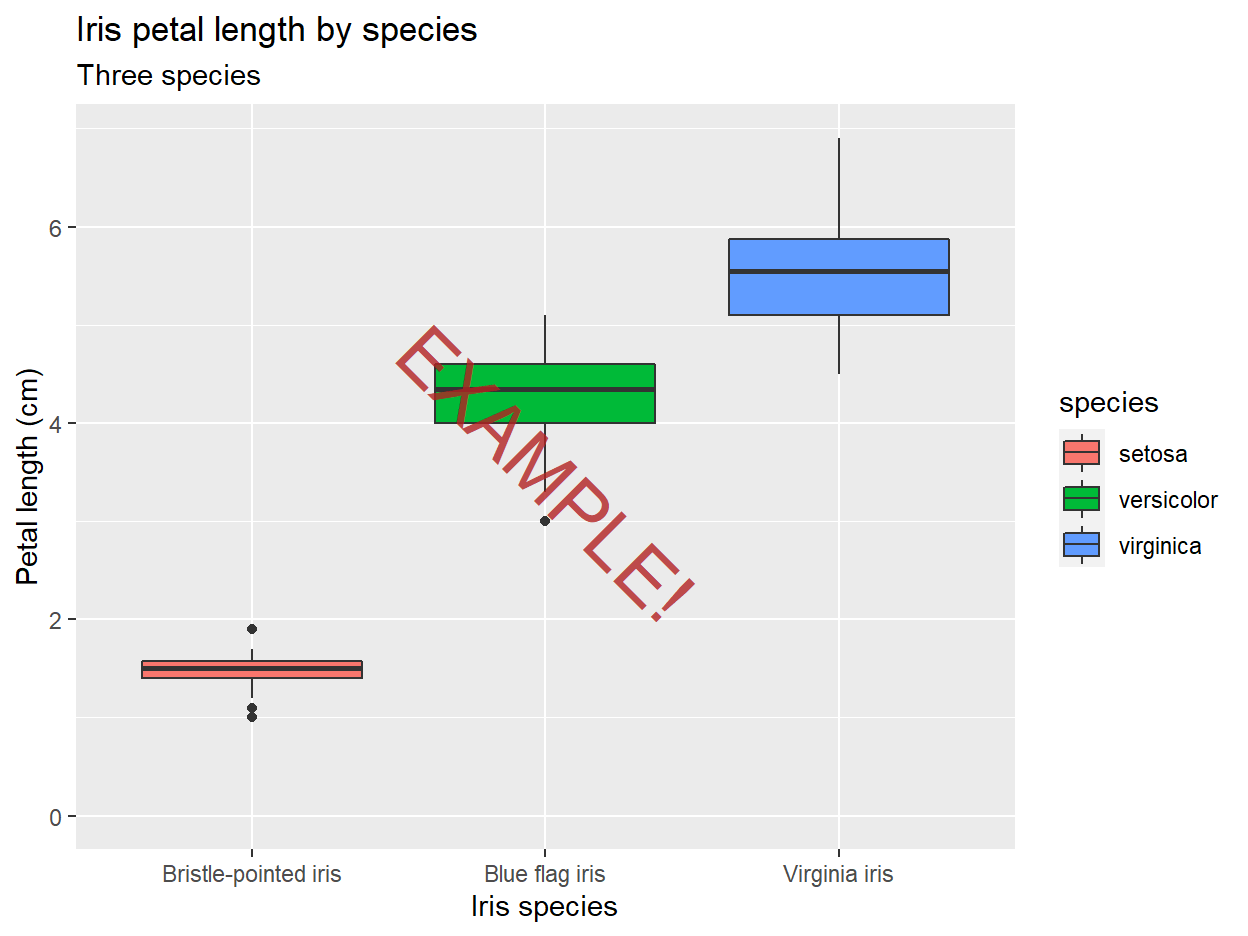 Iris petal length by species
Three species
Petal length (cm)
6
4
2
0
EXAMPLE!
Bristle-pointed iris
Blue flag iris
Virginia iris
Iris species
species
setosa
versicolor
virginica